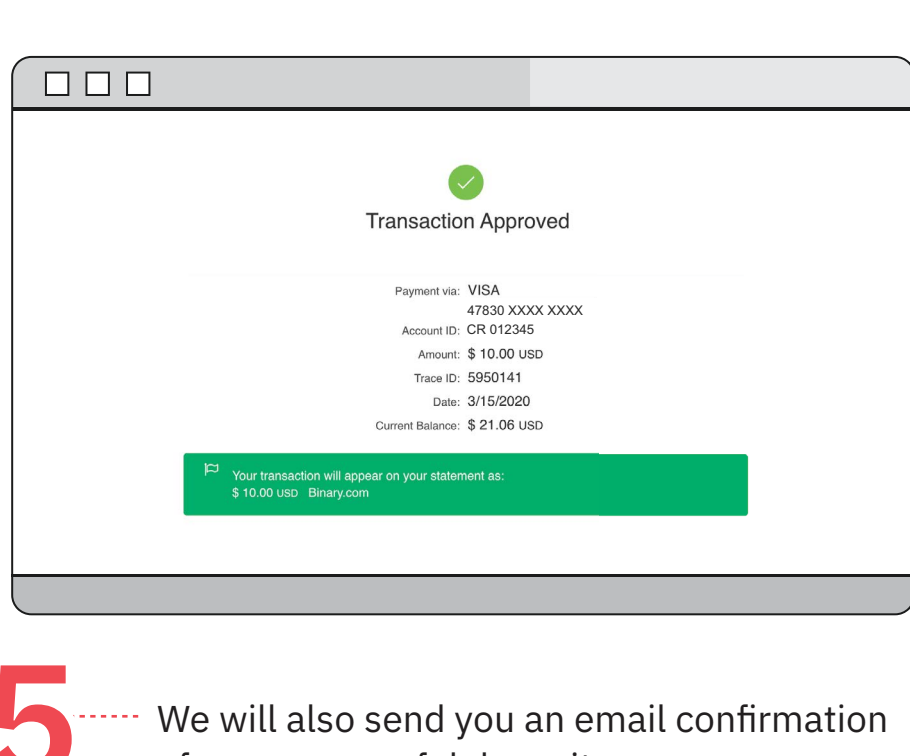 Transaction Approved
Payment via: VISA
47830 XXXX XXXX
Account ID: CR 012345
Amount: $ 10.00 USD
Trace ID: 5950141
Date: 3/15/2020
Current Balance: $ 21.06 USD
Your transaction will appear on your statement as:
$ 10.00 USD Binary.com
5
We will also send you an email confirmation